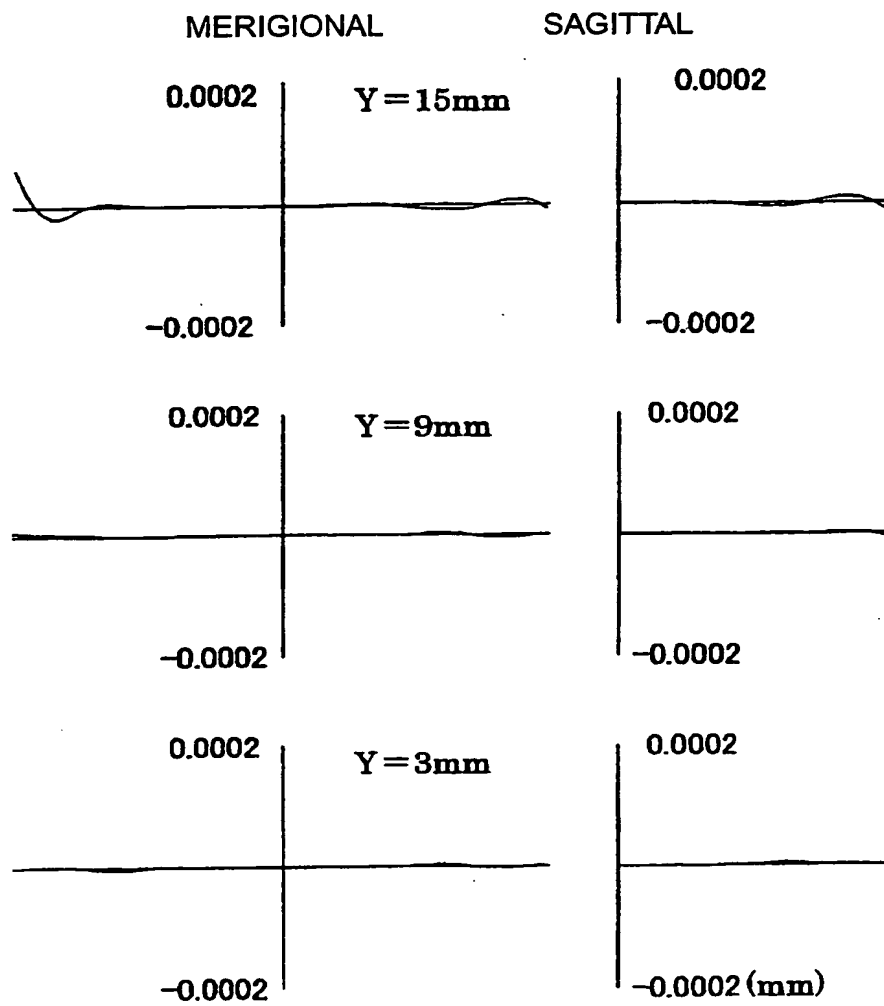 MERIGIONAL SAGITTAL
0.0002 Y=15mm 0.0002
-0.0002 -0.0002
0.0002 Y=9mm 0.0002
-0.0002 -0.0002
0.0002 Y=3mm 0.0002
-0.0002 -0.0002 (mm)